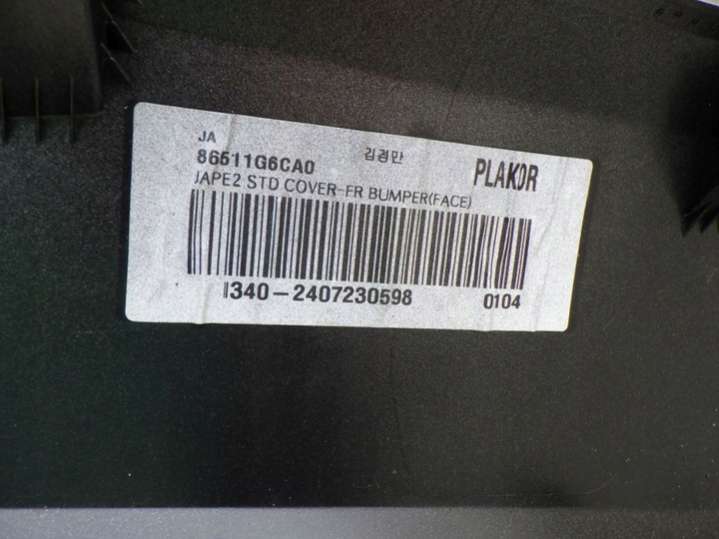 JA
86511G6CA0 김경만 PLAKOR
JAPE2 STD COVER-FR BUMPER(FACE)
I340-2407230598 0104